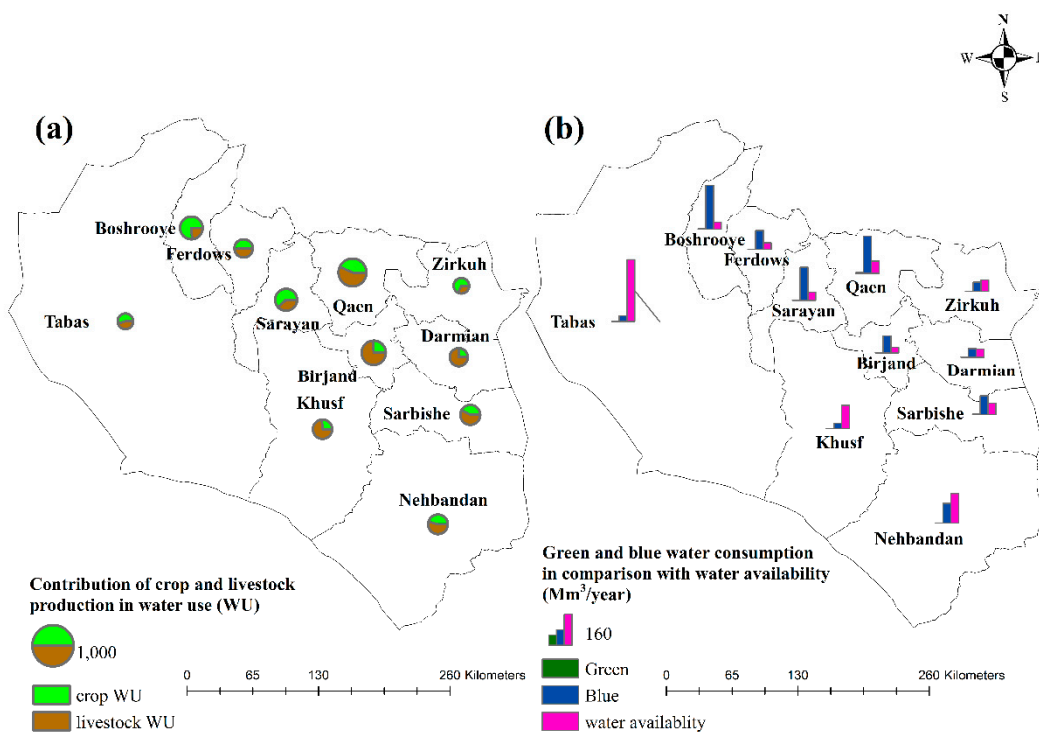 N
W
E
S
(a)
(b)
Boshrooye
Ferdows
Zirkuh
Qaen
Tabas
Sarayan
Darmian
Birjand
Khusf
Sarbishe
Nehbandan
Boshrooye
Ferdows
Qaen
Zirkuh
Sarayan
Tabas
Birjand
Darmian
Sarbishe
Khusf
Nehbandan
Contribution of crop and livestock
production in water use (WU)
1,000
crop WU
livestock WU
0 65 130 260 Kilometers
Green and blue water consumption
in comparison with water availability
(Mm³/year)
160
Green
Blue
water availablity
0 65 130 260 Kilometers